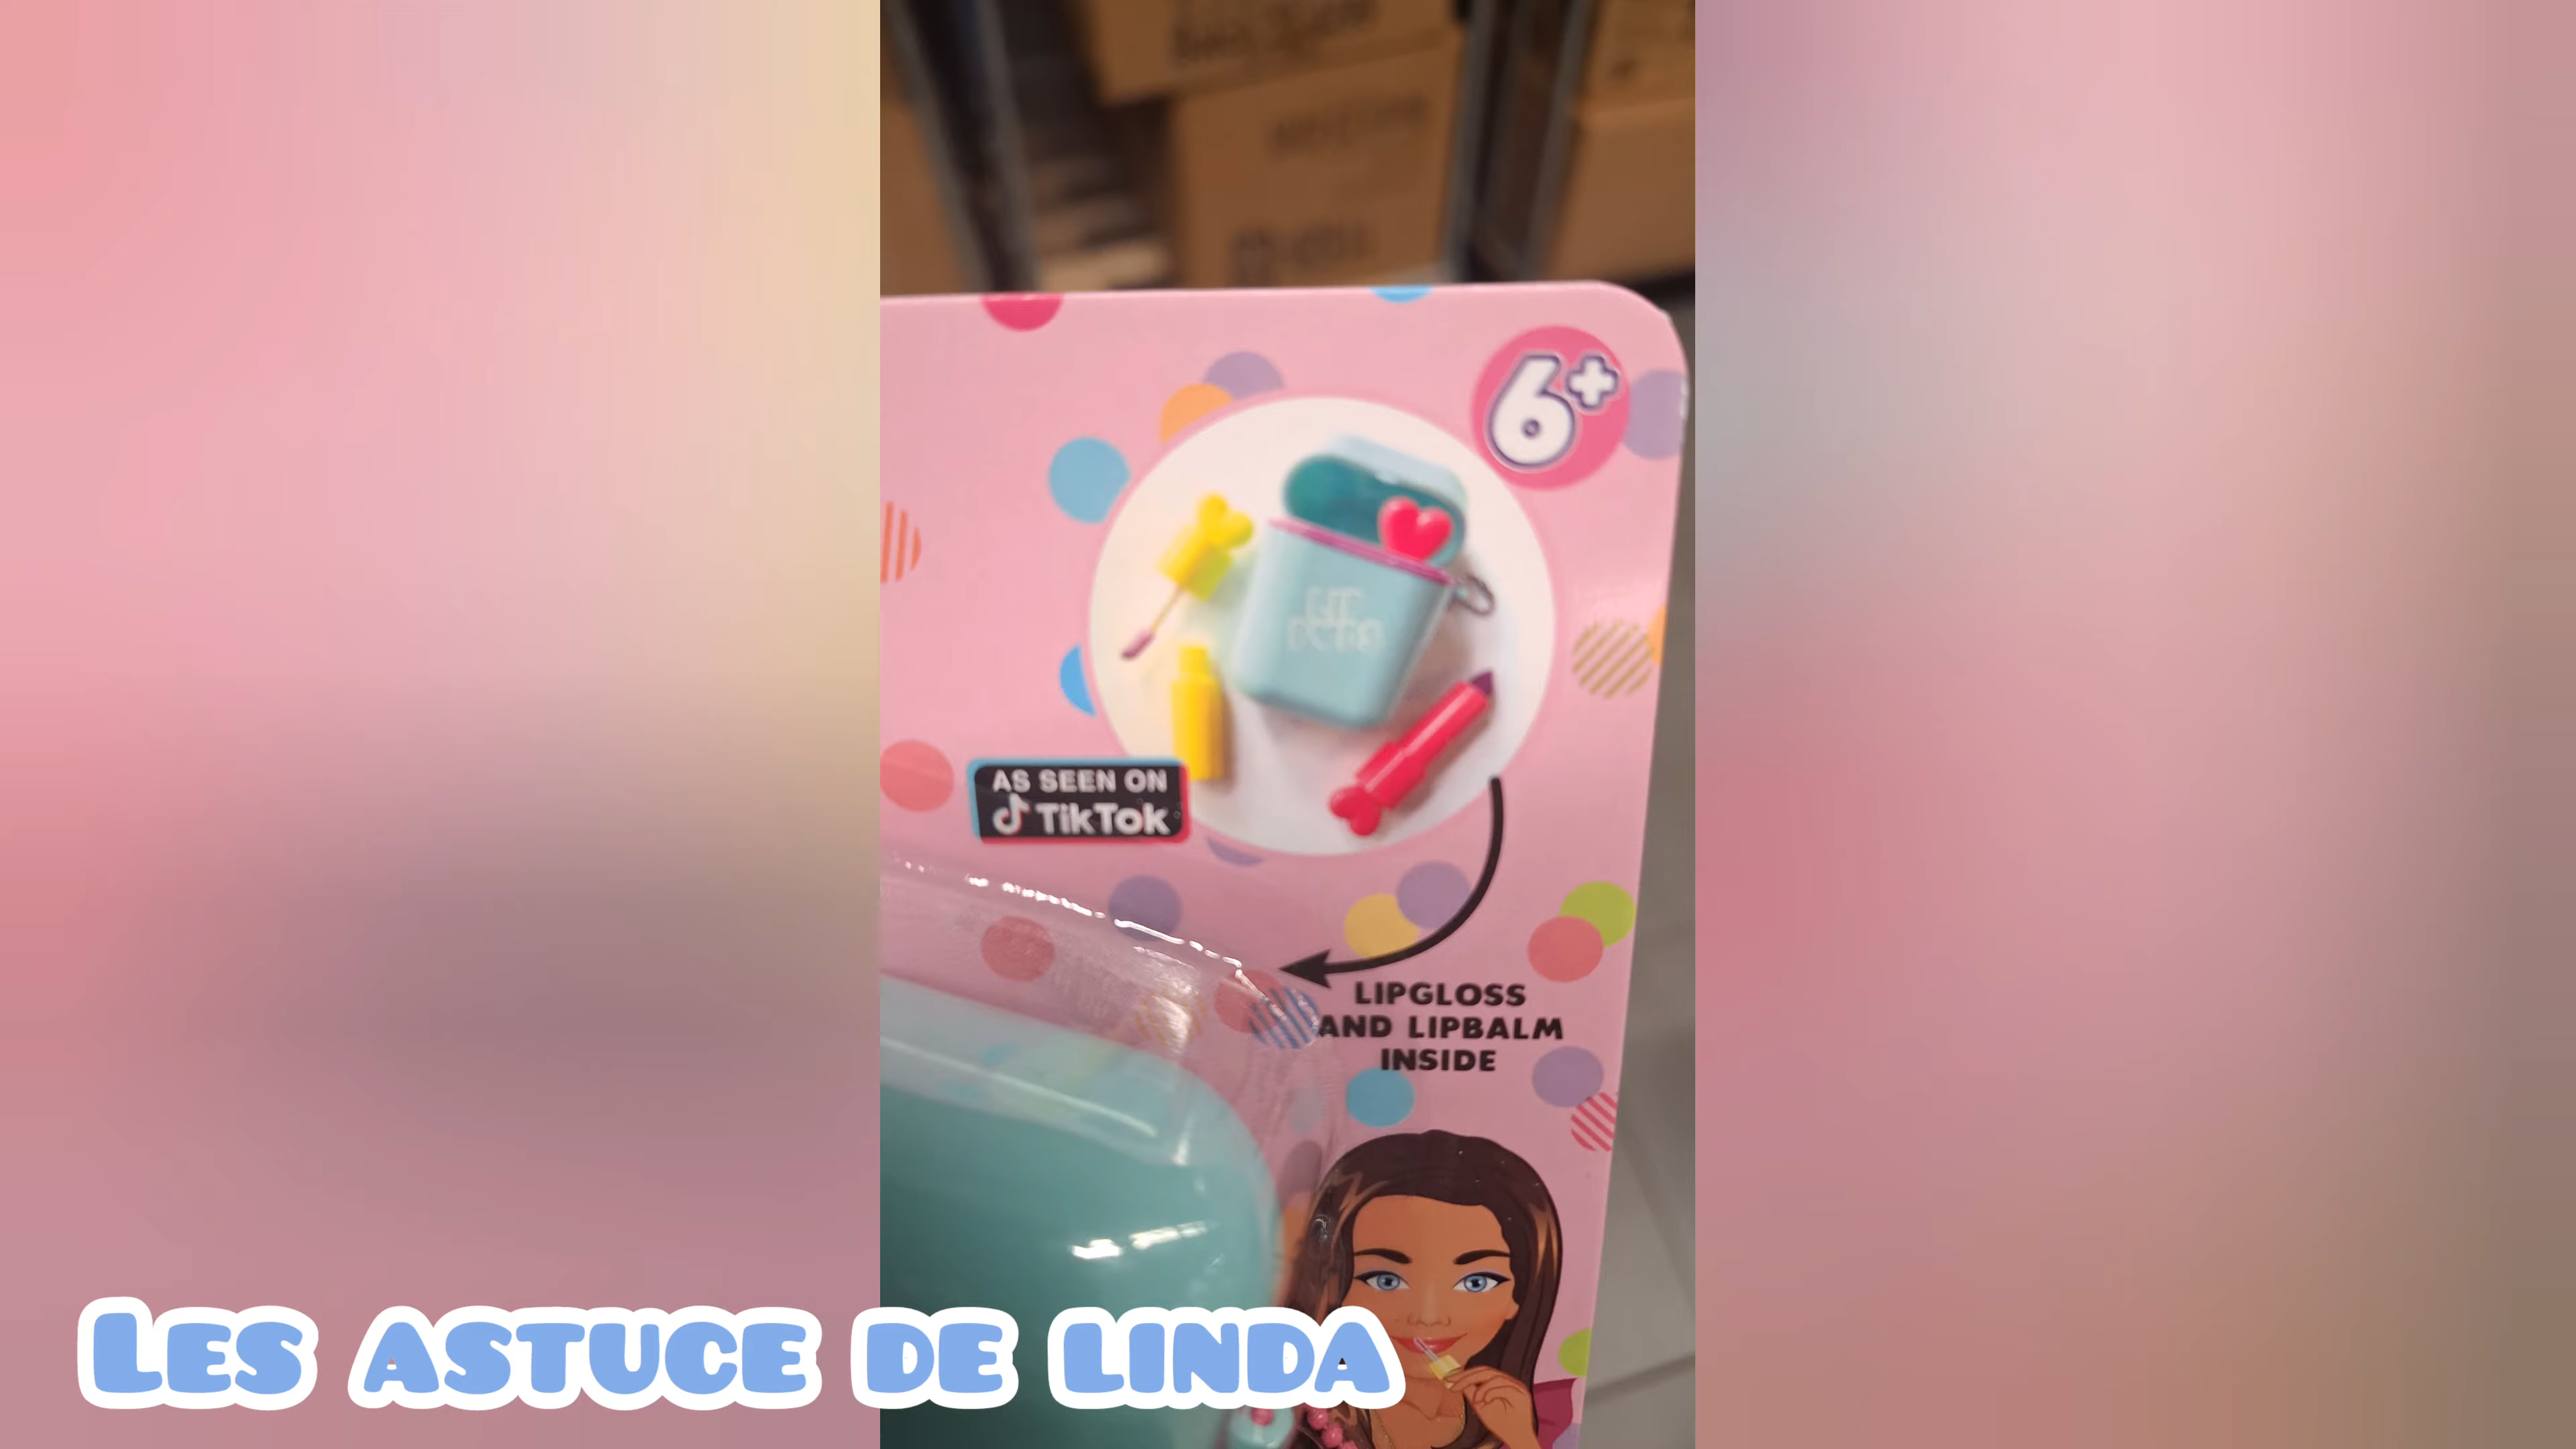 6+
AS SEEN ON
TikTok
LIPGLOSS
AND LIPBALM
INSIDE
LES ASTUCE DE LINDA